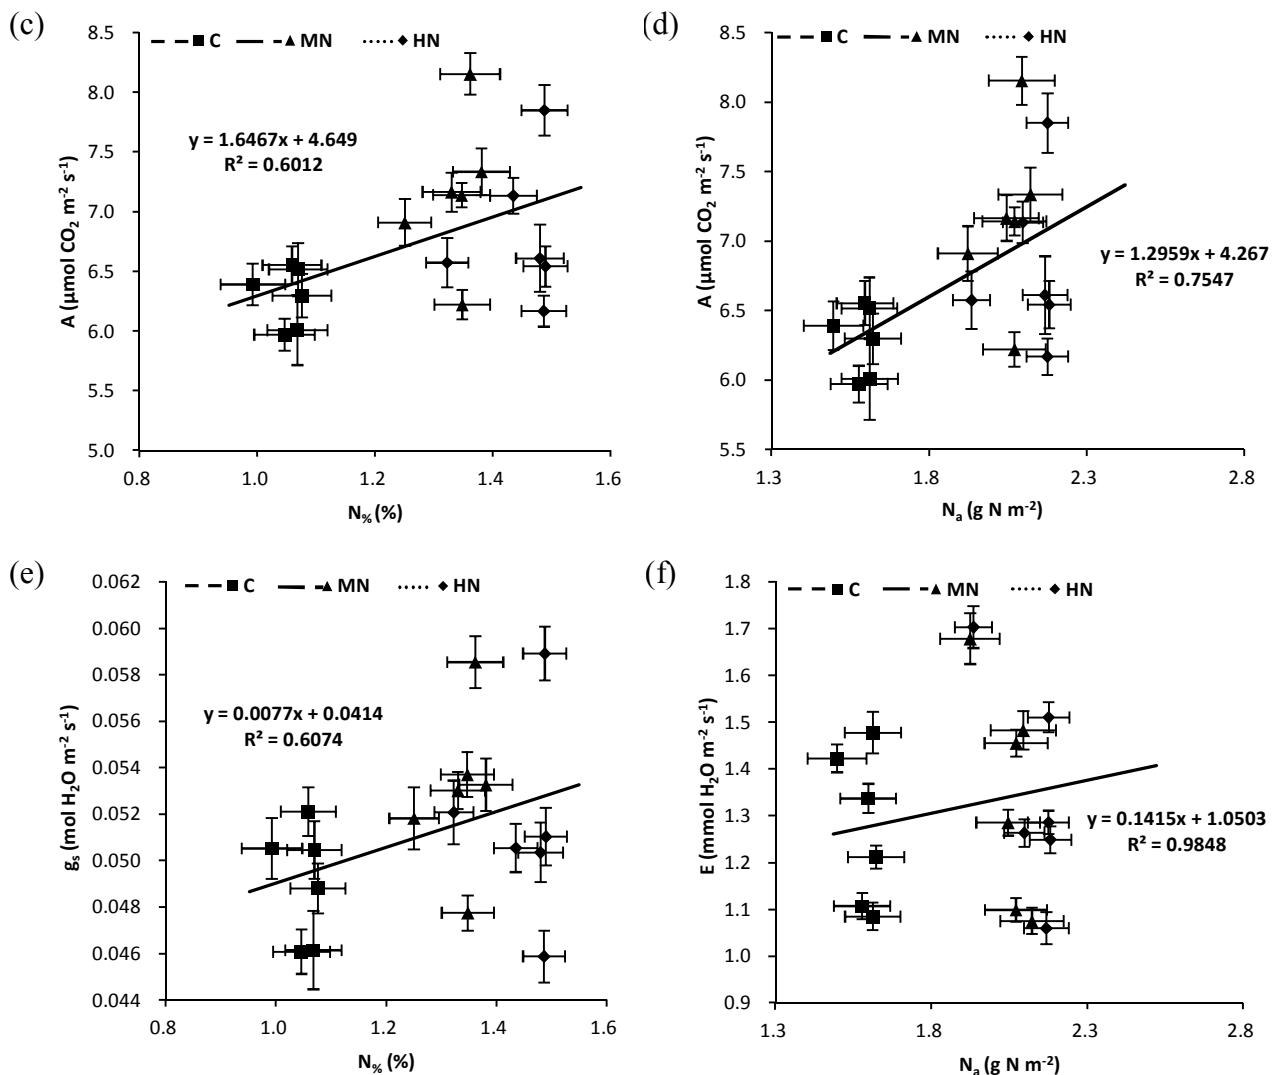 (c)
8.5
8.0
7.5
7.0
6.5
6.0
5.5
5.0
C MN HN
y = 1.6467x + 4.649
R² = 0.6012
A (µmol CO₂ m⁻² s⁻¹)
0.8 1.0 1.2 1.4 1.6
N% (%)
(d)
8.5
8.0
7.5
7.0
6.5
6.0
5.5
C MN HN
y = 1.2959x + 4.267
R² = 0.7547
A (µmol CO₂ m⁻² s⁻¹)
1.3 1.8 2.3 2.8
Nₐ (g N m⁻²)
(e)
0.062
0.060
0.058
0.056
0.054
0.052
0.050
0.048
0.046
0.044
C MN HN
y = 0.0077x + 0.0414
R² = 0.6074
gₛ (mol H₂O m⁻² s⁻¹)
0.8 1.0 1.2 1.4 1.6
N% (%)
(f)
1.8
1.7
1.6
1.5
1.4
1.3
1.2
1.1
1.0
0.9
C MN HN
y = 0.1415x + 1.0503
R² = 0.9848
E (mmol H₂O m⁻² s⁻¹)
1.3 1.8 2.3 2.8
Nₐ (g N m⁻²)